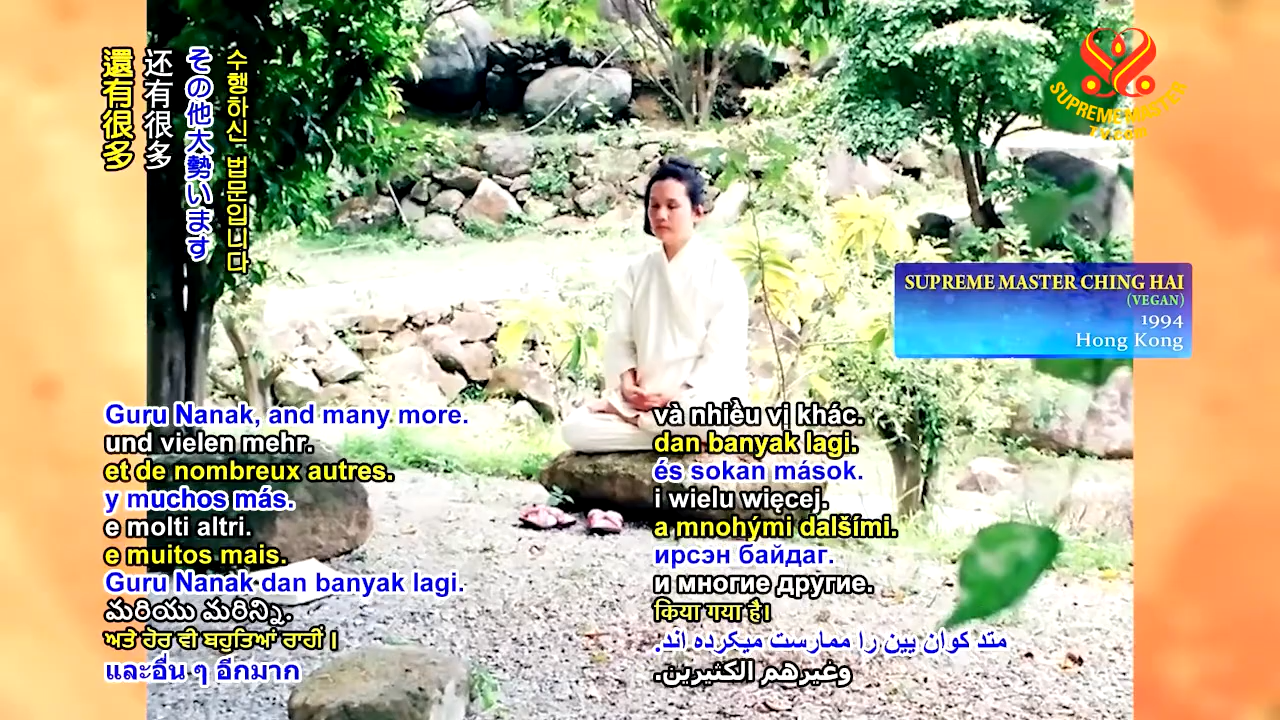 還有很多
还有很多
その他大勢います
수행하신 법문입니다
SUPREME MASTER
TV.com
SUPREME MASTER CHING HAI
(VEGAN)
1994
Hong Kong
Guru Nanak, and many more.
und vielen mehr.
et de nombreux autres.
y muchos más.
e molti altri.
e muitos mais.
Guru Nanak dan banyak lagi.
మరియు మరిన్ని.
ਅਤੇ ਹੋਰ ਵੀ ਬਹੁਤਿਆਂ ਰਾਹੀਂ।
และอื่น ๆ อีกมาก
và nhiều vị khác.
dan banyak lagi.
és sokan mások.
i wielu więcej.
a mnohými dalšími.
ирсэн байдаг.
и многие другие.
किया गया है।
متد کوان یین را ممارست میکرده اند.
وغيرهم الكثيرين.